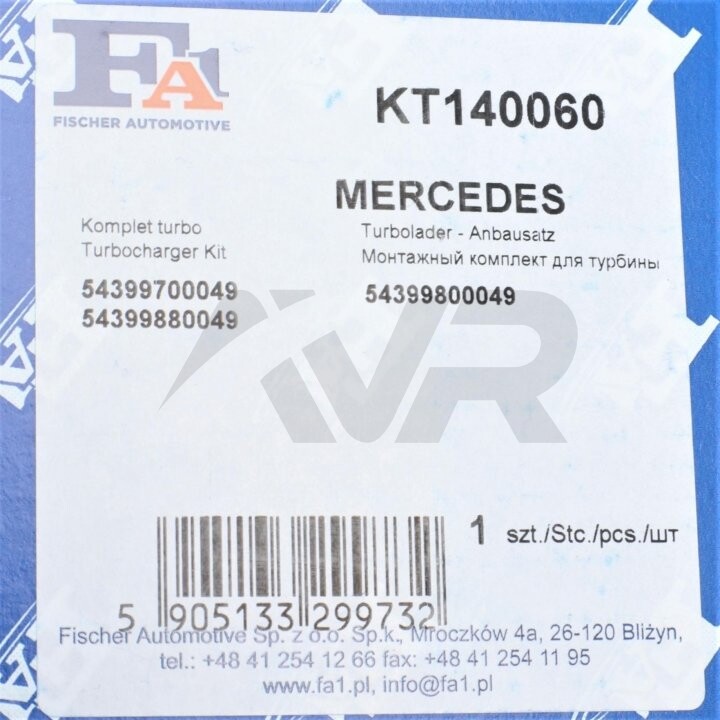 FA1
FISCHER AUTOMOTIVE
KT140060
MERCEDES
Komplet turbo
Turbocharger Kit
54399700049
54399880049
Turbolader - Anbausatz
Монтажный комплект для турбины
54399800049
VR
1 szt./Stc./pcs./шт
5 905133 299732
Fischer Automotive Sp. z o.o. Sp.k., Mroczków 4a, 26-120 Bliżyn,
tel.: +48 41 254 12 66 fax: +48 41 254 11 95
www.fa1.pl, info@fa1.pl